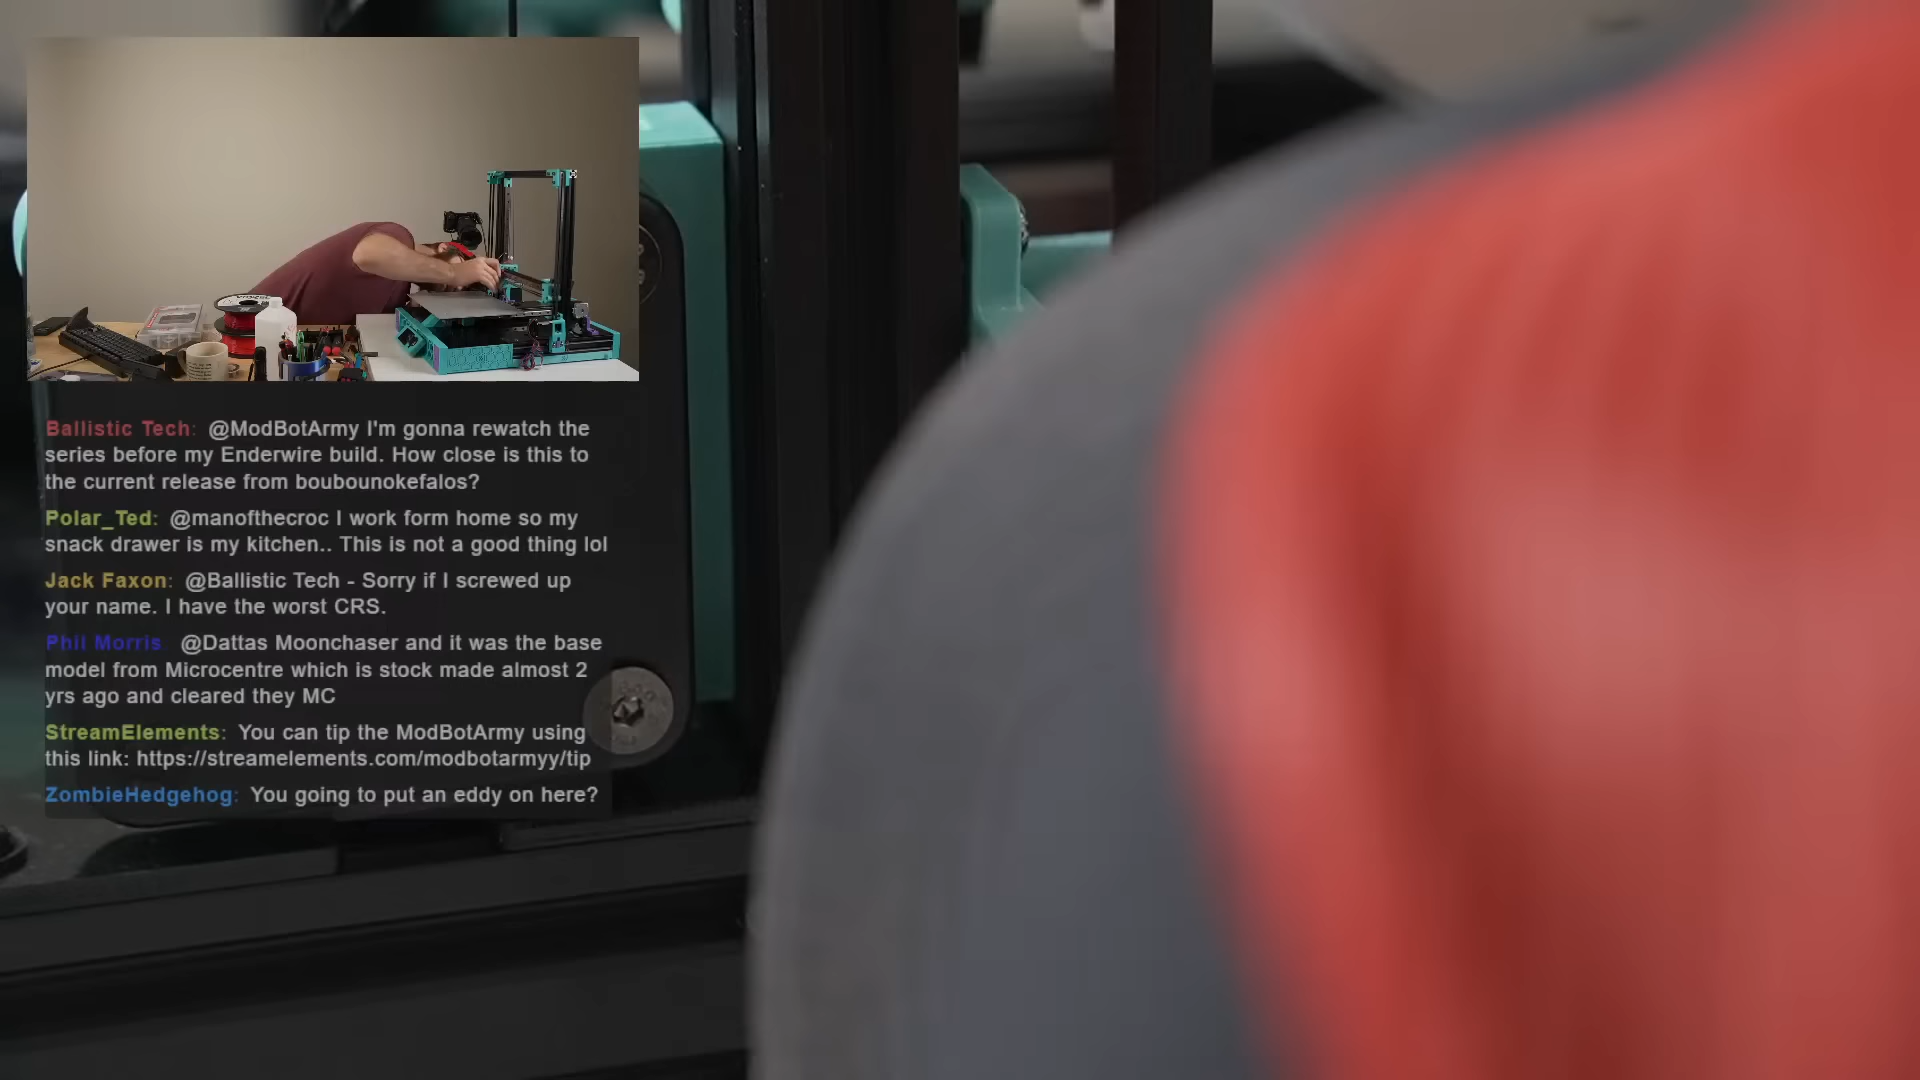 Ballistic Tech: @ModBotArmy I'm gonna rewatch the
series before my Enderwire build. How close is this to
the current release from boubounokefalos?
Polar_Ted: @manofthecroc I work form home so my
snack drawer is my kitchen.. This is not a good thing lol
Jack Faxon: @Ballistic Tech - Sorry if I screwed up
your name. I have the worst CRS.
Phil Morris: @Dattas Moonchaser and it was the base
model from Microcentre which is stock made almost 2
yrs ago and cleared they MC
StreamElements: You can tip the ModBotArmy using
this link: https://streamelements.com/modbotarmyy/tip
ZombieHedgehog: You going to put an eddy on here?